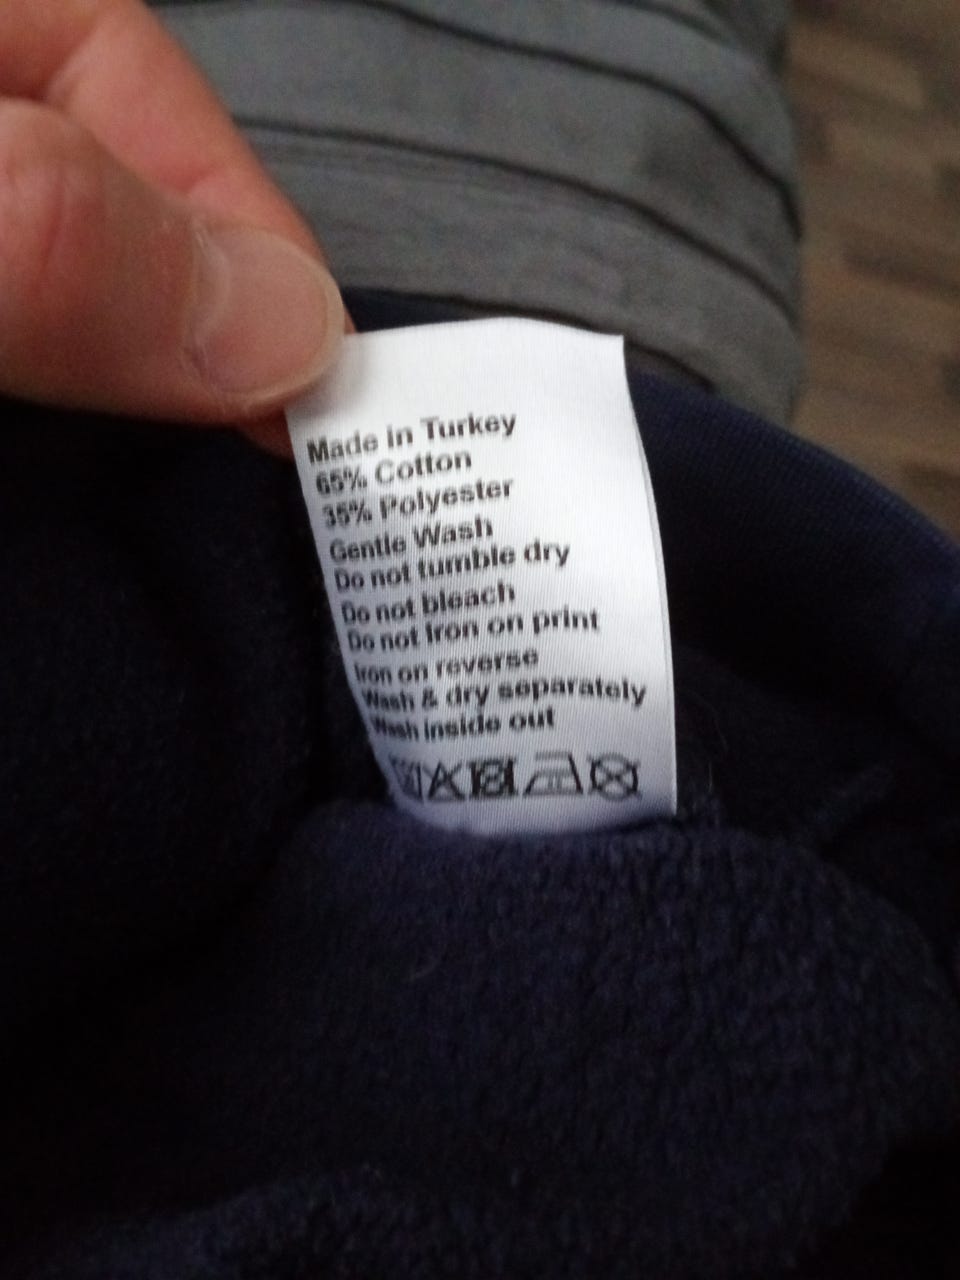 Made in Turkey
65% Cotton
35% Polyester
Gentle Wash
Do not tumble dry
Do not bleach
Do not iron on print
Iron on reverse
Wash & dry separately
Wash inside out